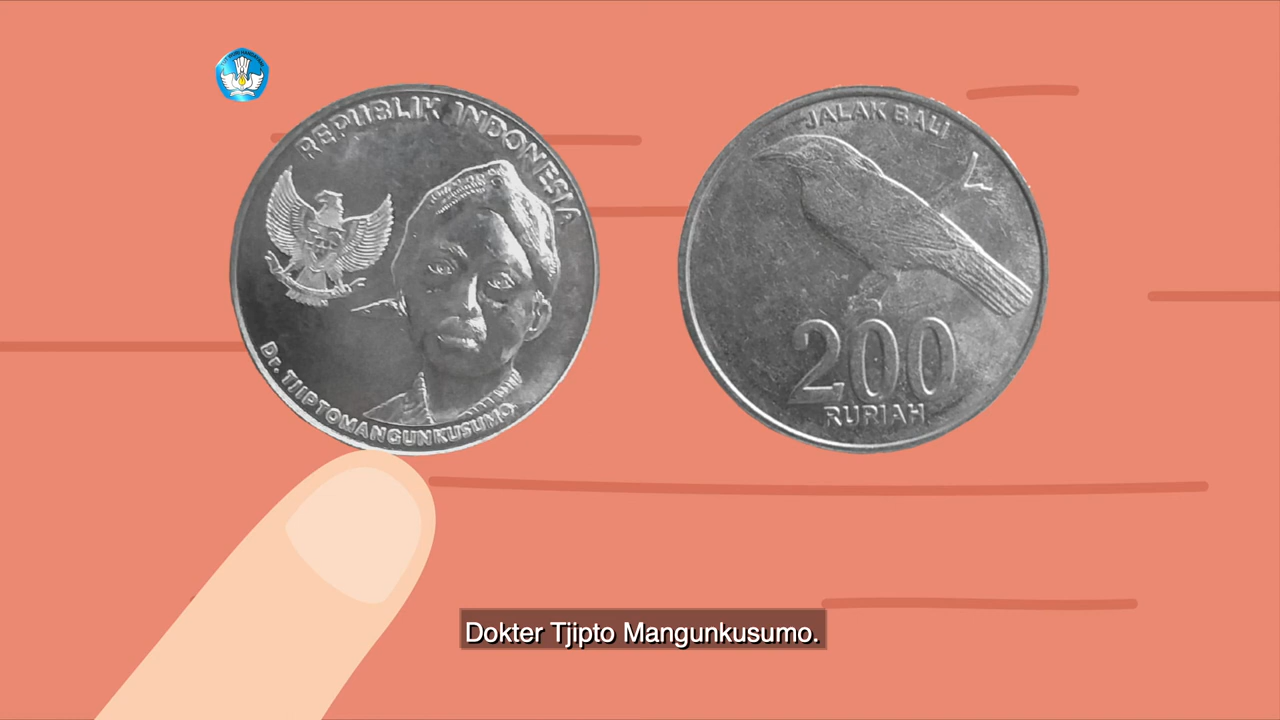 REPUBLIK INDONESIA
Dr. TJIPTOMANGUNKUSUMO
JALAK BALI
200
RUPIAH
Dokter Tjipto Mangunkusumo.